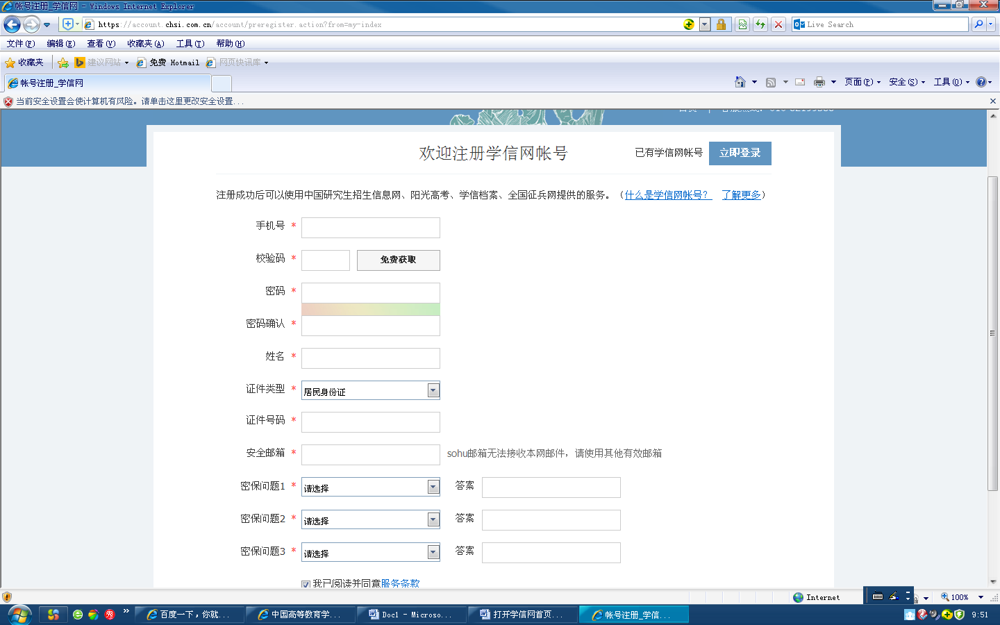 帐号注册_学信网 - Windows Internet Explorer
https://account.chsi.com.cn/account/preregister.action?from=my-index
Live Search
文件(F) 编辑(E) 查看(V) 收藏夹(A) 工具(T) 帮助(H)
收藏夹 建议网站 免费 Hotmail 网页快讯库
帐号注册_学信网
页面(P) 安全(S) 工具(O)
当前安全设置会使计算机有风险。请单击这里更改安全设置...
欢迎注册学信网帐号
已有学信网帐号 立即登录
注册成功后可以使用中国研究生招生信息网、阳光高考、学信档案、全国征兵网提供的服务。（什么是学信网帐号? 了解更多）
手机号 *
校验码 * 免费获取
密码 *
密码确认 *
姓名 *
证件类型 * 居民身份证
证件号码 *
安全邮箱 * sohu邮箱无法接收本网邮件，请使用其他有效邮箱
密保问题1 * 请选择 答案
密保问题2 * 请选择 答案
密保问题3 * 请选择 答案
我已阅读并同意服务条款
Internet 100%
秀 百度一下，你就... 中国高等教育学... Doc1 - Microso... 打开学信网首页... 帐号注册_学信... 9:51